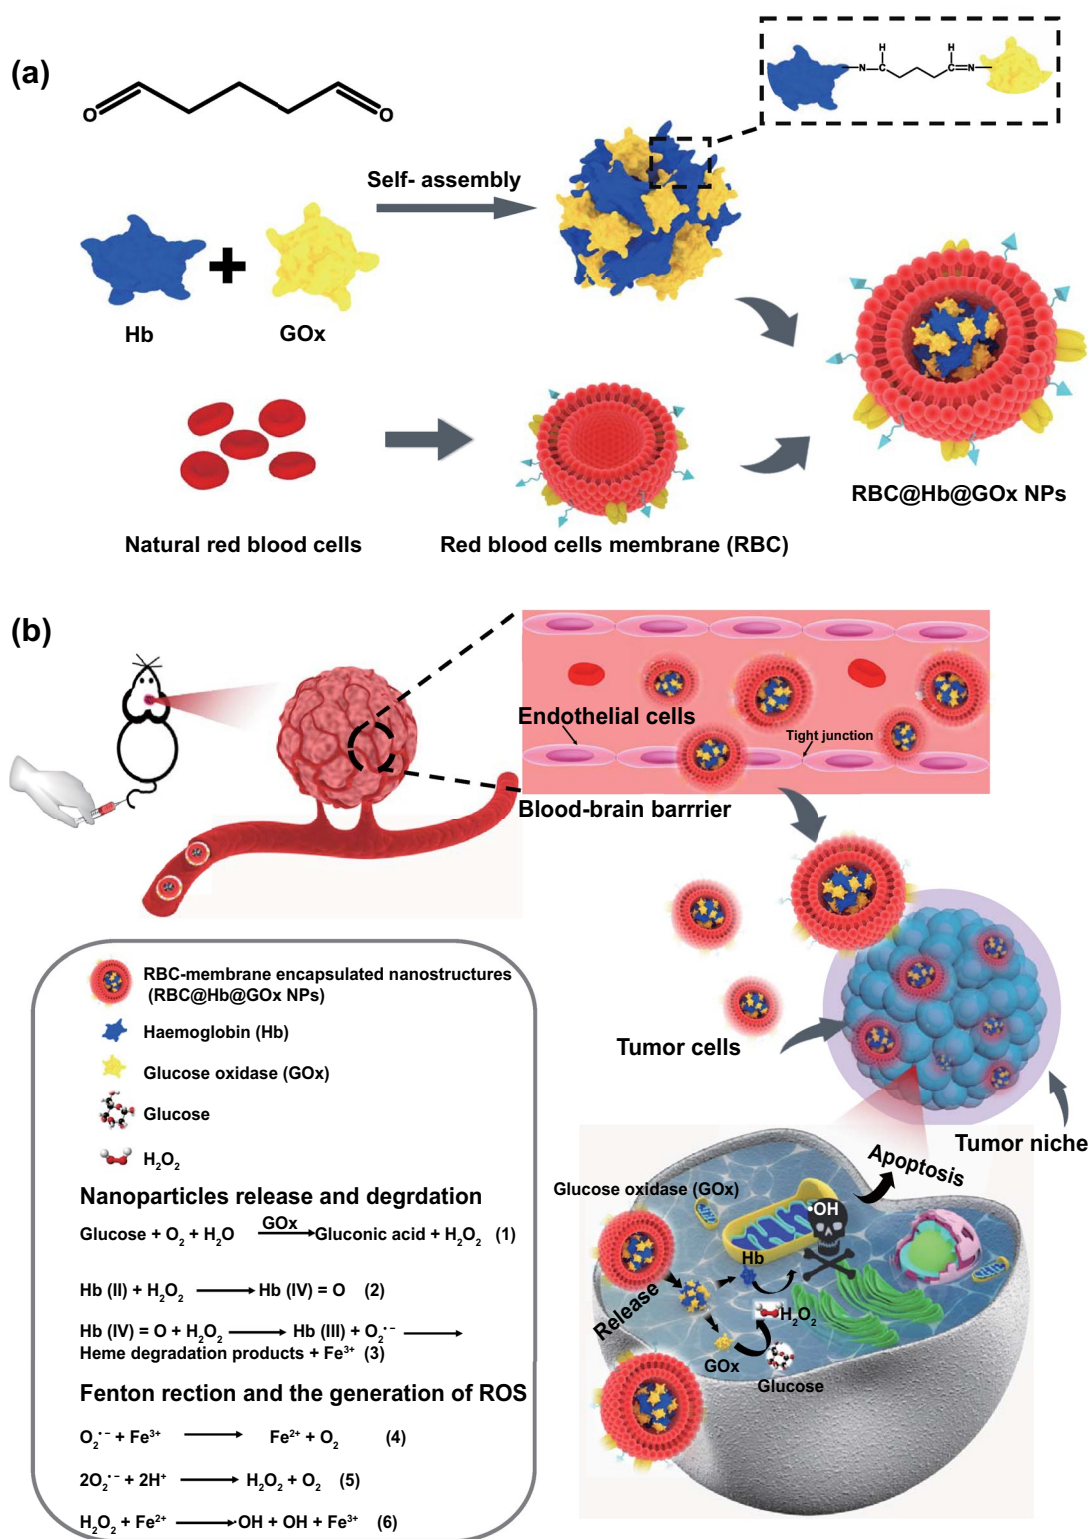 (a)
O
O
H H
N C C=N
Self- assembly
Hb
GOx
RBC@Hb@GOx NPs
Natural red blood cells
Red blood cells membrane (RBC)
(b)
Endothelial cells
Tight junction
Blood-brain barrrier
RBC-membrane encapsulated nanostructures
(RBC@Hb@GOx NPs)
Haemoglobin (Hb)
Glucose oxidase (GOx)
Glucose
H₂O₂
Nanoparticles release and degrdation
Glucose + O₂ + H₂O GOx ⟶ Gluconic acid + H₂O₂ (1)
Hb (II) + H₂O₂ ⟶ Hb (IV) = O (2)
Hb (IV) = O + H₂O₂ ⟶ Hb (III) + O₂·⁻ ⟶
Heme degradation products + Fe³⁺ (3)
Fenton rection and the generation of ROS
O₂·⁻ + Fe³⁺ ⟶ Fe²⁺ + O₂ (4)
2O₂·⁻ + 2H⁺ ⟶ H₂O₂ + O₂ (5)
H₂O₂ + Fe²⁺ ⟶ ·OH + OH + Fe³⁺ (6)
Tumor cells
Tumor niche
Apoptosis
Glucose oxidase (GOx)
•OH
Hb
Release
H₂O₂
GOx
Glucose